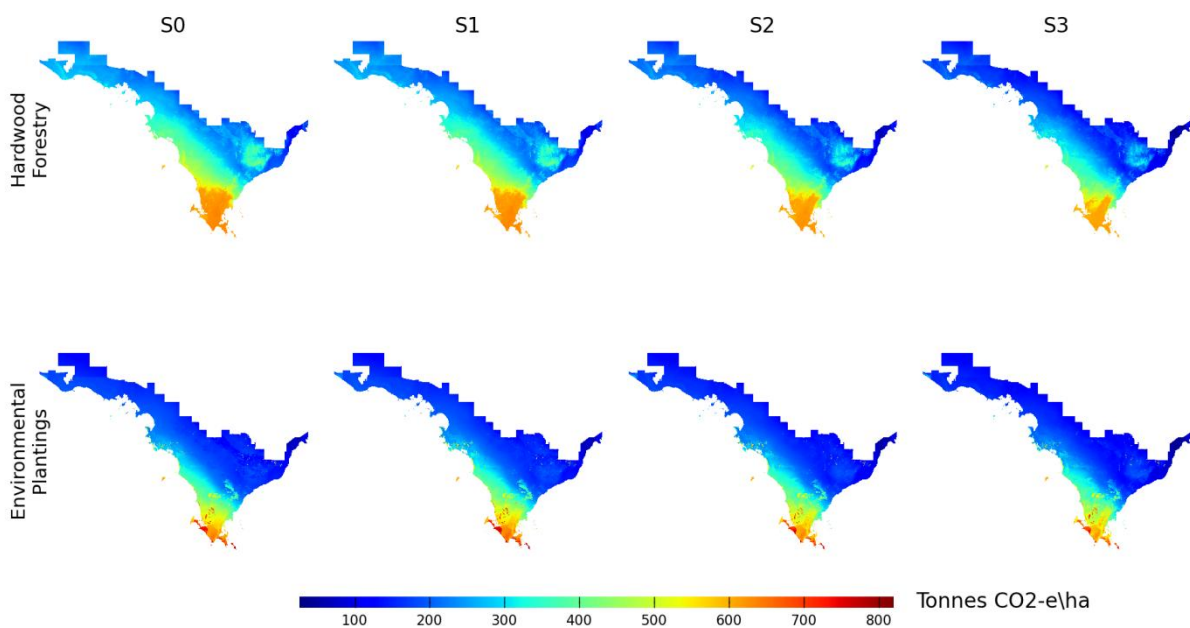 S0 S1 S2 S3
Hardwood
Forestry
Environmental
Plantings
100 200 300 400 500 600 700 800
Tonnes CO2-e\ha